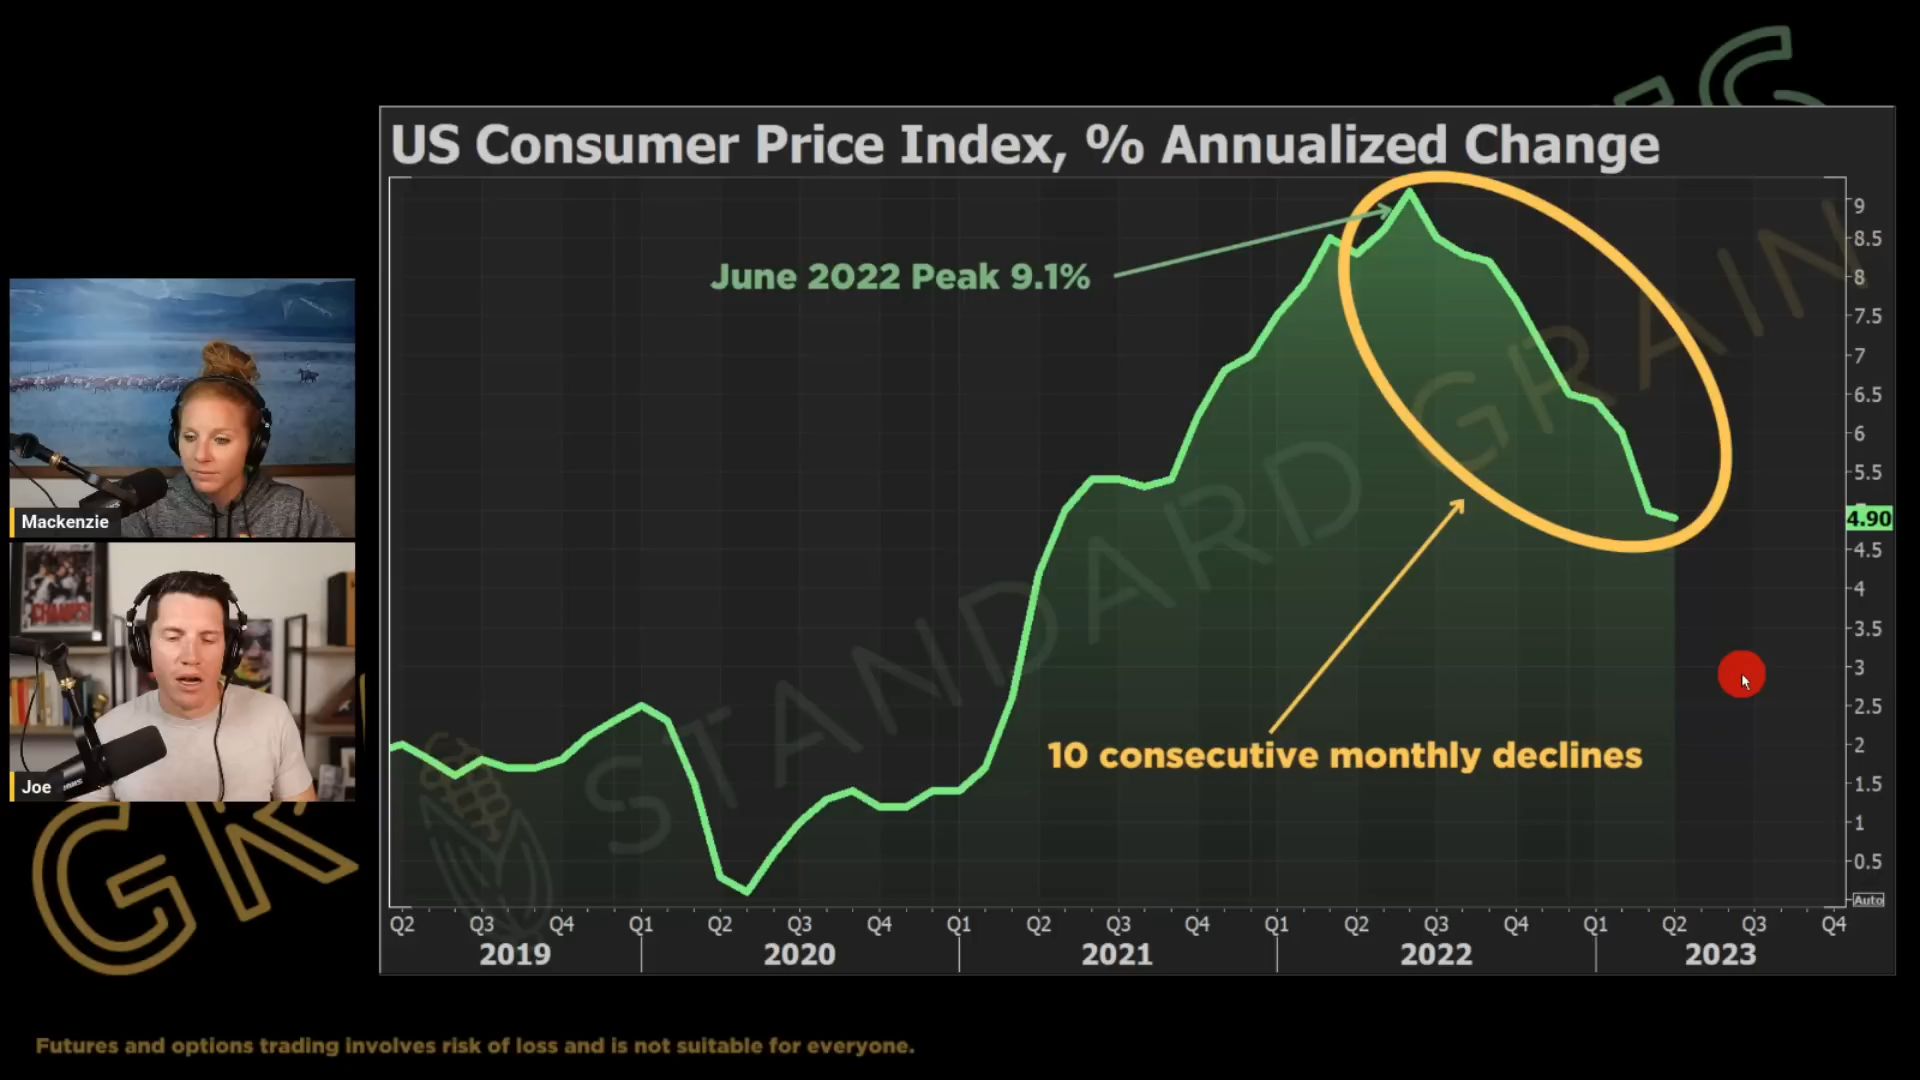 US Consumer Price Index, % Annualized Change
June 2022 Peak 9.1%
10 consecutive monthly declines
9
8.5
8
7.5
7
6.5
6
5.5
4.90
4.5
4
3.5
3
2.5
2
1.5
1
0.5
Auto
Q2 Q3 Q4 Q1 Q2 Q3 Q4 Q1 Q2 Q3 Q4 Q1 Q2 Q3 Q4 Q1 Q2 Q3 Q4
2019 2020 2021 2022 2023
STANDARD GRAIN
Mackenzie
Joe
CHAMPS!
GR
Futures and options trading involves risk of loss and is not suitable for everyone.